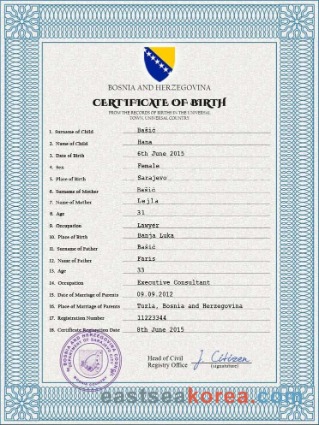 BOSNIA AND HERZEGOVINA
CERTIFICATE OF BIRTH
FROM THE RECORDS OF BIRTHS IN THE UNIVERSAL
TOWN, UNIVERSAL COUNTRY
1. Surname of Child Bašić
2. Name of Child Hana
3. Date of Birth 6th June 2015
4. Sex Female
5. Place of Birth Sarajevo
6. Surname of Mother Bašić
7. Name of Mother Lejla
8. Age 31
9. Occupation Lawyer
10. Place of Birth Banja Luka
11. Surname of Father Bašić
12. Name of Father Faris
13. Age 33
14. Occupation Executive Consultant
15. Date of Marriage of Parents 09.09.2012
16. Place of Marriage of Parents Tuzla, Bosnia and Herzegovina
17. Registration Number 11223344
18. Certificate Registration Date 8th June 2015
Head of Civil
Registry Office
J. Citizen
(signature)
eastseakorea.com